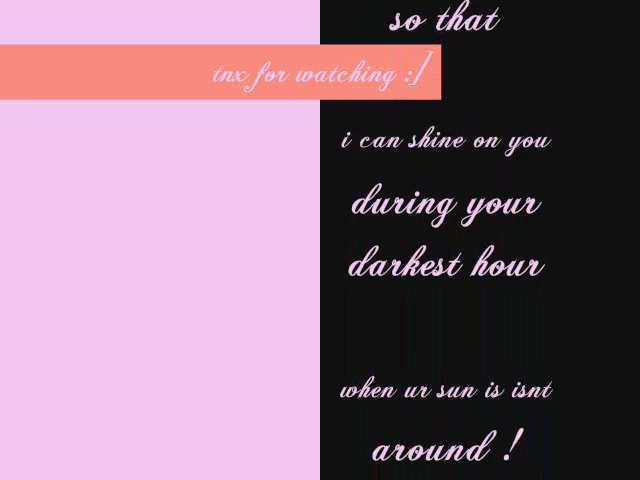 so that
tnx for watching :]
i can shine on you
during your
darkest hour
when ur sun is isnt
around !